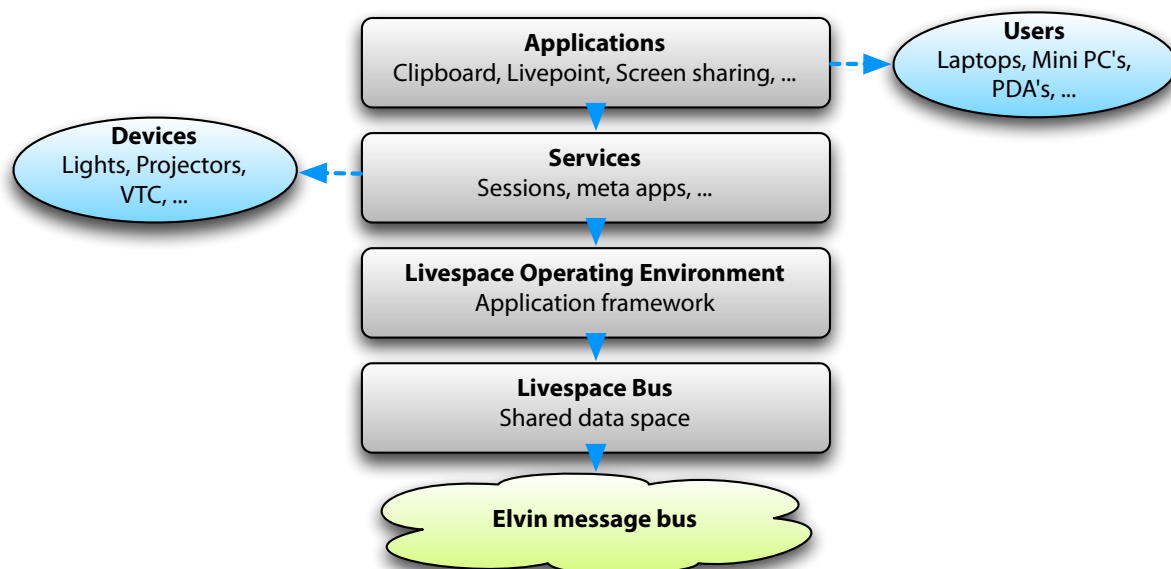 Applications
Clipboard, Livepoint, Screen sharing, ...
Users
Laptops, Mini PC's,
PDA's, ...
Devices
Lights, Projectors,
VTC, ...
Services
Sessions, meta apps, ...
Livespace Operating Environment
Application framework
Livespace Bus
Shared data space
Elvin message bus